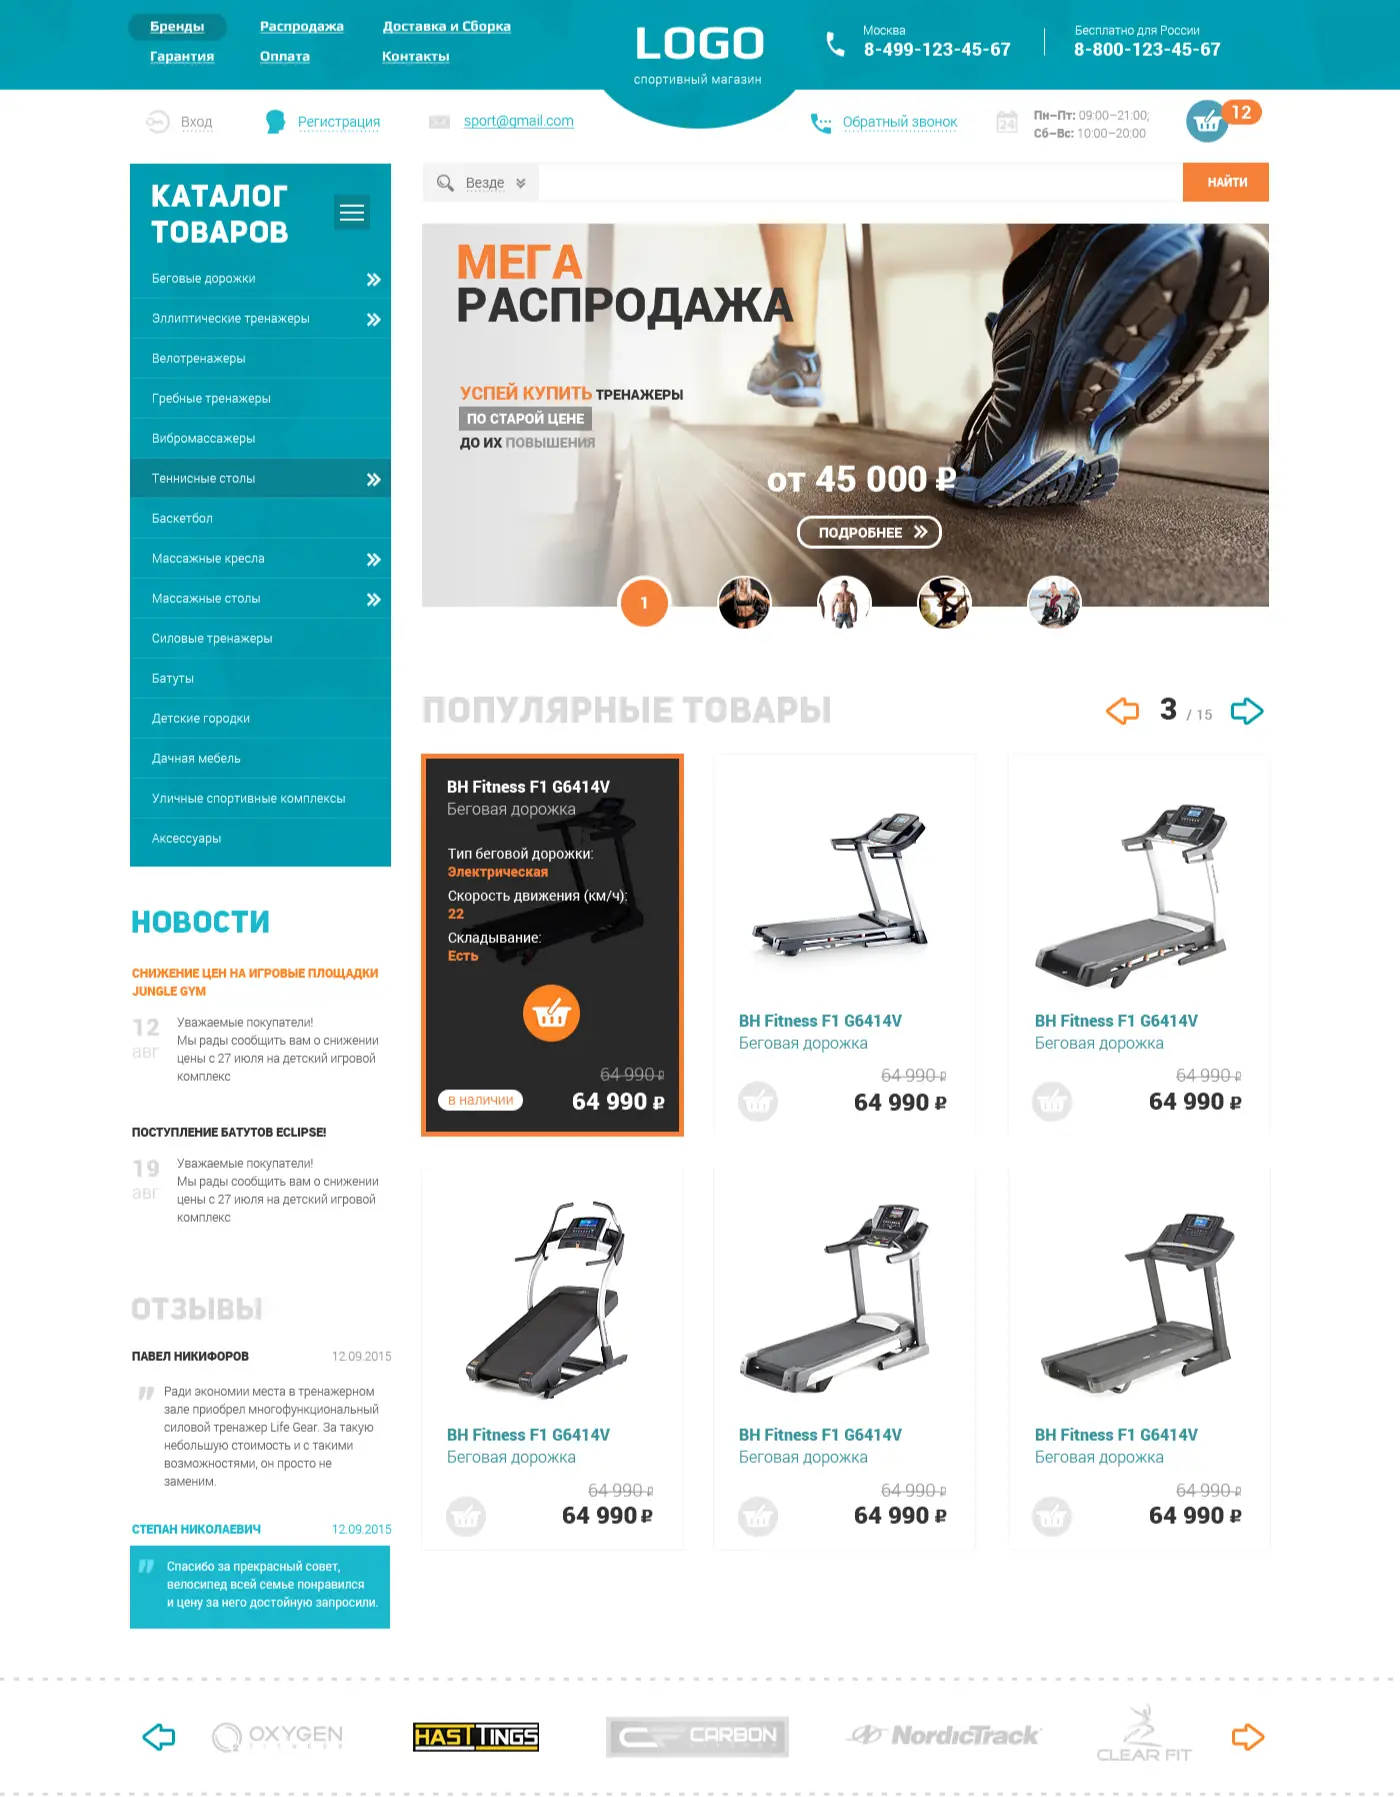 Бренды
Распродажа
Доставка и Сборка
Гарантия
Оплата
Контакты
LOGO
спортивный магазин
Москва
8-499-123-45-67
Бесплатно для России
8-800-123-45-67
Вход
Регистрация
sport@gmail.com
Обратный звонок
24
Пн–Пт: 09:00–21:00;
Сб–Вс: 10:00–20:00
12
КАТАЛОГ
ТОВАРОВ
Беговые дорожки
Эллиптические тренажеры
Велотренажеры
Гребные тренажеры
Вибромассажеры
Теннисные столы
Баскетбол
Массажные кресла
Массажные столы
Силовые тренажеры
Батуты
Детские городки
Дачная мебель
Уличные спортивные комплексы
Аксессуары
Везде
НАЙТИ
МЕГА
РАСПРОДАЖА
УСПЕЙ КУПИТЬ ТРЕНАЖЕРЫ
ПО СТАРОЙ ЦЕНЕ
ДО ИХ ПОВЫШЕНИЯ
от 45 000 ₽
ПОДРОБНЕЕ
1
ПОПУЛЯРНЫЕ ТОВАРЫ
3 / 15
BH Fitness F1 G6414V
Беговая дорожка
Тип беговой дорожки:
Электрическая
Скорость движения (км/ч):
22
Складывание:
Есть
64 990 ₽
в наличии
64 990 ₽
BH Fitness F1 G6414V
Беговая дорожка
64 990 ₽
64 990 ₽
BH Fitness F1 G6414V
Беговая дорожка
64 990 ₽
64 990 ₽
BH Fitness F1 G6414V
Беговая дорожка
64 990 ₽
64 990 ₽
BH Fitness F1 G6414V
Беговая дорожка
64 990 ₽
64 990 ₽
BH Fitness F1 G6414V
Беговая дорожка
64 990 ₽
64 990 ₽
НОВОСТИ
СНИЖЕНИЕ ЦЕН НА ИГРОВЫЕ ПЛОЩАДКИ
JUNGLE GYM
12
авг
Уважаемые покупатели!
Мы рады сообщить вам о снижении
цены с 27 июля на детский игровой
комплекс
ПОСТУПЛЕНИЕ БАТУТОВ ECLIPSE!
19
авг
Уважаемые покупатели!
Мы рады сообщить вам о снижении
цены с 27 июля на детский игровой
комплекс
ОТЗЫВЫ
ПАВЕЛ НИКИФОРОВ
12.09.2015
Ради экономии места в тренажерном
зале приобрел многофункциональный
силовой тренажер Life Gear. За такую
небольшую стоимость и с такими
возможностями, он просто не
заменим.
СТЕПАН НИКОЛАЕВИЧ
12.09.2015
Спасибо за прекрасный совет,
велосипед всей семье понравился
и цену за него достойную запросили.
OXYGEN
FITNESS
HASTTINGS
CARBON
NordicTrack
CLEAR FIT